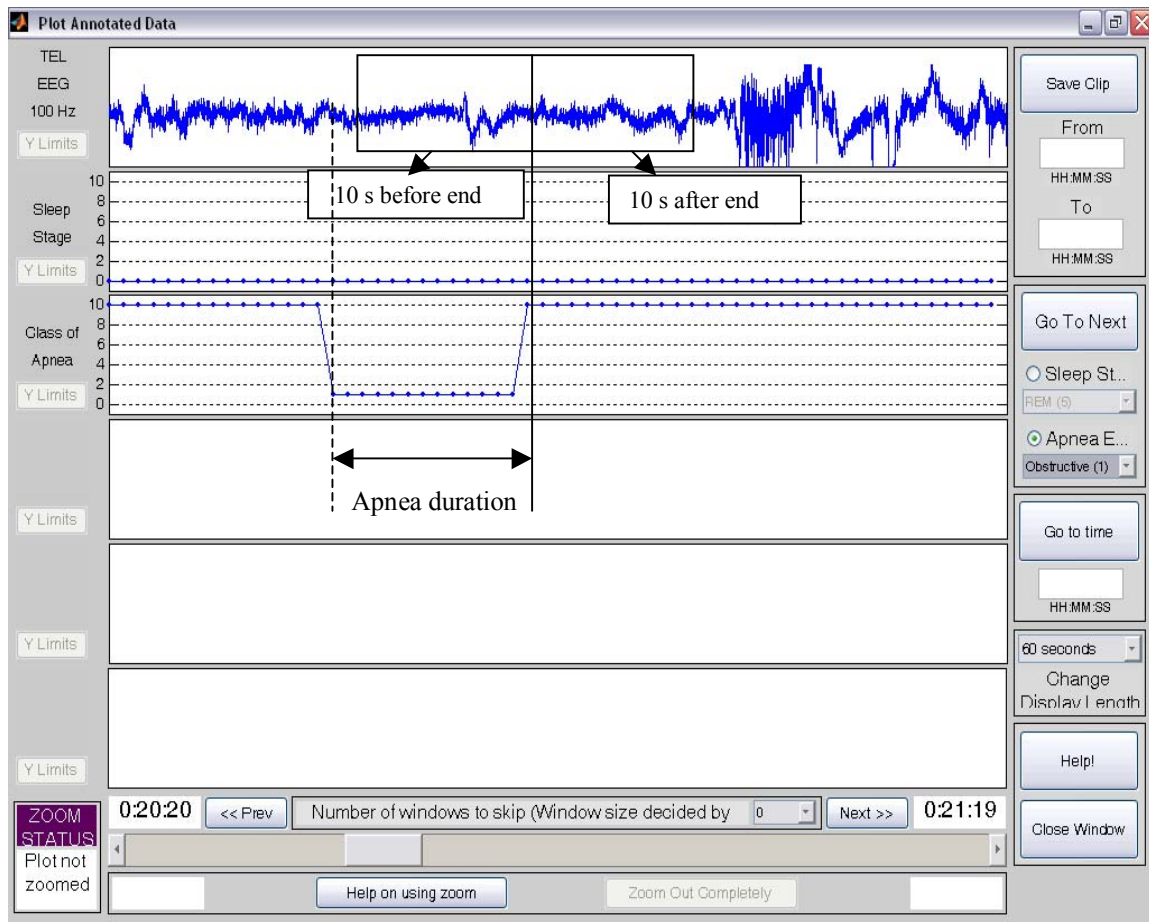 Plot Annotated Data
TEL
EEG
100 Hz
Y Limits
10 s before end
10 s after end
10
8
6
4
2
0
Sleep
Stage
Y Limits
10
8
6
4
2
0
Class of
Apnea
Y Limits
Apnea duration
Y Limits
Y Limits
Y Limits
Save Clip
From
HH:MM:SS
To
HH:MM:SS
Go To Next
Sleep St...
REM (5)
Apnea E...
Obstructive (1)
Go to time
HH:MM:SS
60 seconds
Change
Display Length
Help!
Close Window
ZOOM
STATUS
Plot not
zoomed
0:20:20
<< Prev
Number of windows to skip (Window size decided by
0
Next >>
0:21:19
Help on using zoom
Zoom Out Completely